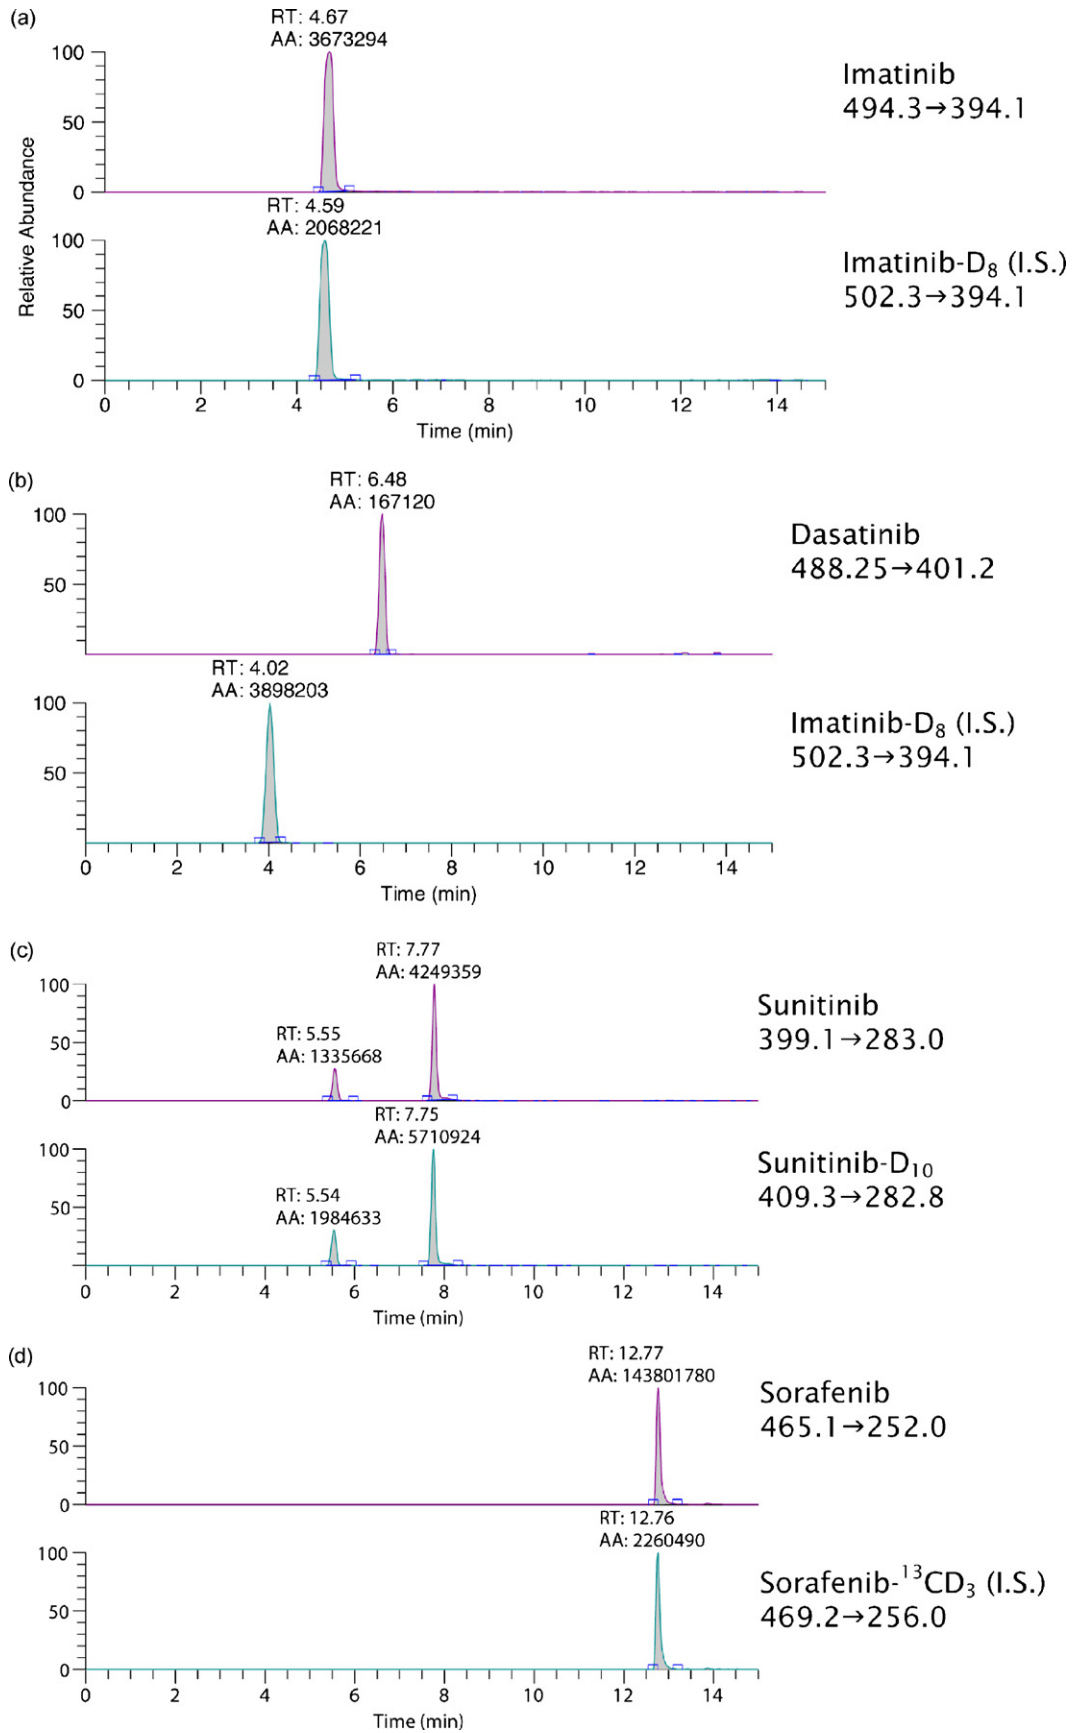 (a)
RT: 4.67
AA: 3673294
100
50
0
Imatinib
494.3→394.1
Relative Abundance
RT: 4.59
AA: 2068221
100
50
0
Imatinib-D₈ (I.S.)
502.3→394.1
0 2 4 6 8 10 12 14
Time (min)
(b)
RT: 6.48
AA: 167120
100
50
Dasatinib
488.25→401.2
RT: 4.02
AA: 3898203
100
50
Imatinib-D₈ (I.S.)
502.3→394.1
0 2 4 6 8 10 12 14
Time (min)
(c)
RT: 7.77
AA: 4249359
RT: 5.55
AA: 1335668
100
50
0
Sunitinib
399.1→283.0
RT: 7.75
AA: 5710924
RT: 5.54
AA: 1984633
100
50
Sunitinib-D₁₀
409.3→282.8
0 2 4 6 8 10 12 14
Time (min)
(d)
RT: 12.77
AA: 143801780
100
50
0
Sorafenib
465.1→252.0
RT: 12.76
AA: 2260490
100
50
0
Sorafenib-¹³CD₃ (I.S.)
469.2→256.0
0 2 4 6 8 10 12 14
Time (min)